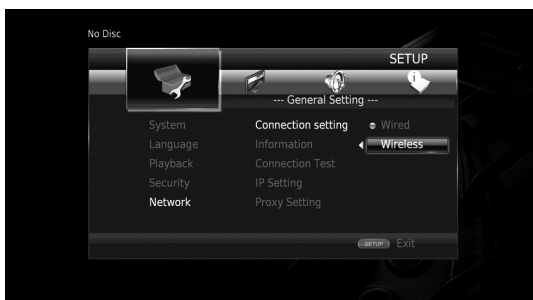 No Disc
SETUP
--- General Setting ---
System Connection setting Wired
Language Information Wireless
Playback Connection Test
Security IP Setting
Network Proxy Setting
SETUP Exit